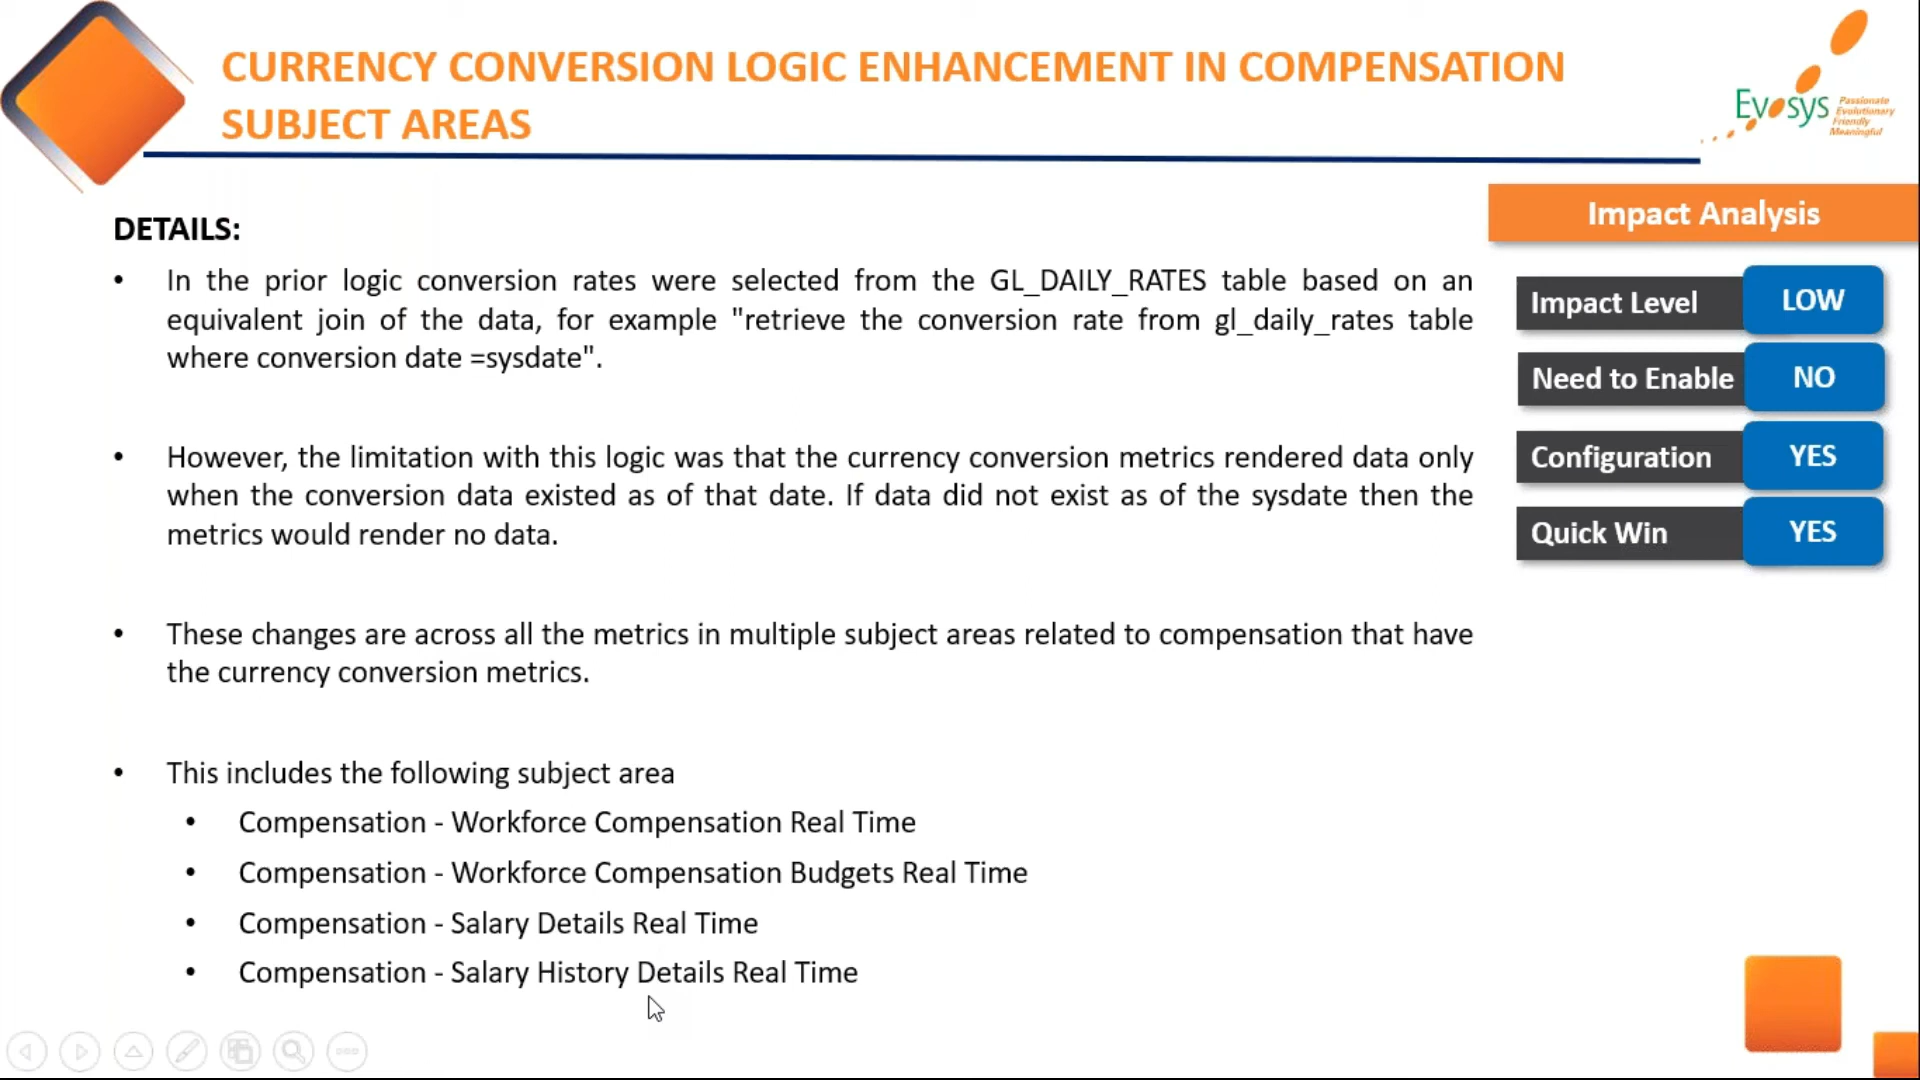 CURRENCY CONVERSION LOGIC ENHANCEMENT IN COMPENSATION
SUBJECT AREAS
Evosys
Passionate
Evolutionary
Friendly
Meaningful
DETAILS:
• In the prior logic conversion rates were selected from the GL_DAILY_RATES table based on an
equivalent join of the data, for example "retrieve the conversion rate from gl_daily_rates table
where conversion date =sysdate".
• However, the limitation with this logic was that the currency conversion metrics rendered data only
when the conversion data existed as of that date. If data did not exist as of the sysdate then the
metrics would render no data.
• These changes are across all the metrics in multiple subject areas related to compensation that have
the currency conversion metrics.
• This includes the following subject area
• Compensation - Workforce Compensation Real Time
• Compensation - Workforce Compensation Budgets Real Time
• Compensation - Salary Details Real Time
• Compensation - Salary History Details Real Time
Impact Analysis
Impact Level LOW
Need to Enable NO
Configuration YES
Quick Win YES